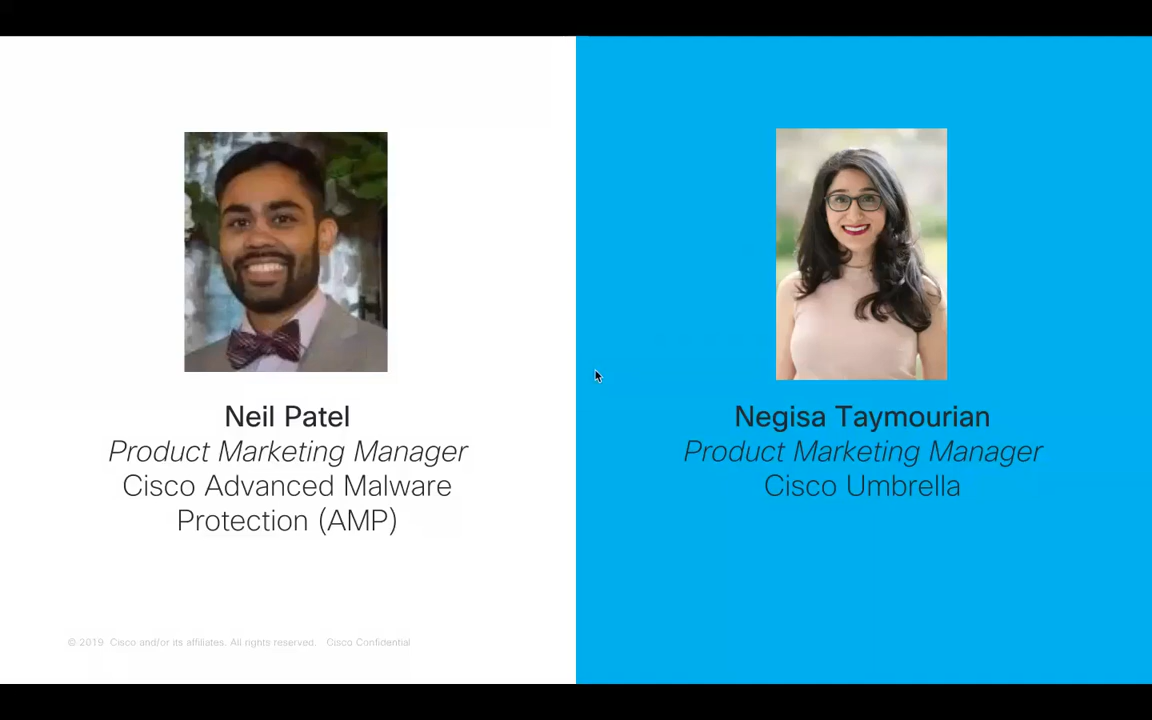 Neil Patel
Product Marketing Manager
Cisco Advanced Malware
Protection (AMP)
Negisa Taymourian
Product Marketing Manager
Cisco Umbrella
© 2019 Cisco and/or its affiliates. All rights reserved. Cisco Confidential